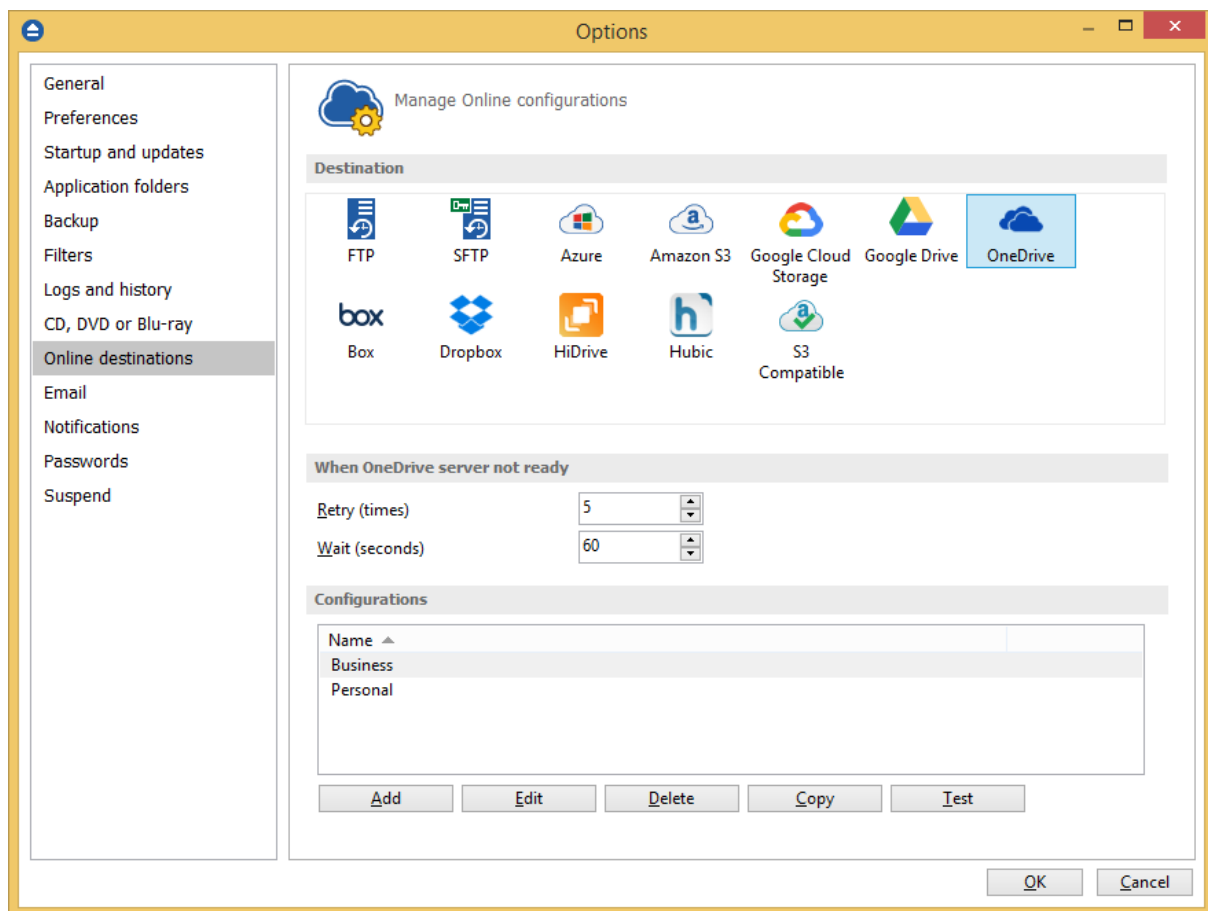 Options
General
Preferences
Startup and updates
Application folders
Backup
Filters
Logs and history
CD, DVD or Blu-ray
Online destinations
Email
Notifications
Passwords
Suspend
Manage Online configurations
Destination
FTP
SFTP
Azure
Amazon S3
Google Cloud
Storage
Google Drive
OneDrive
box
Box
Dropbox
HiDrive
Hubic
S3
Compatible
When OneDrive server not ready
Retry (times)
5
Wait (seconds)
60
Configurations
Name
Business
Personal
Add
Edit
Delete
Copy
Test
OK
Cancel